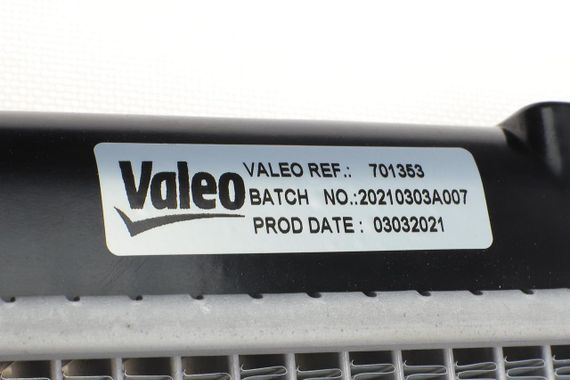 Valeo
VALEO REF.: 701353
BATCH NO.:20210303A007
PROD DATE : 03032021